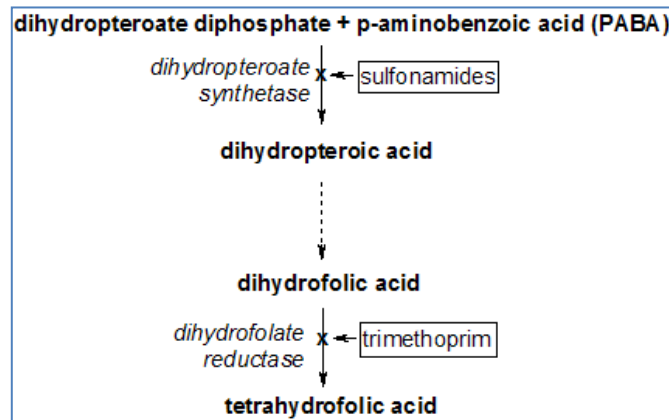 dihydropteroate diphosphate + p-aminobenzoic acid (PABA)
dihydropteroate
synthetase
x
sulfonamides
dihydropteroic acid
dihydrofolic acid
dihydrofolate
reductase
x
trimethoprim
tetrahydrofolic acid